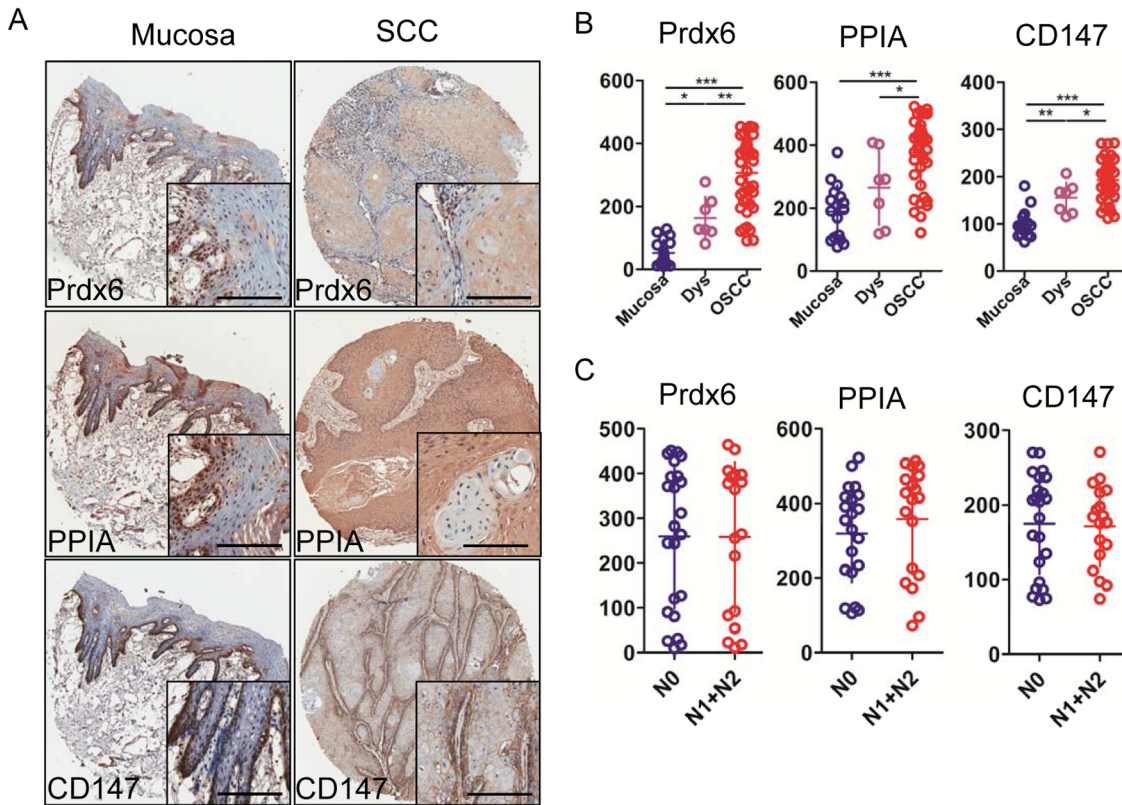 A
Mucosa
SCC
Prdx6
Prdx6
PPIA
PPIA
CD147
CD147
B
Prdx6
PPIA
CD147
***
*
**
600
400
200
0
Mucosa
Dys
OSCC
***
*
600
400
200
0
Mucosa
Dys
OSCC
***
**
*
400
300
200
100
0
Mucosa
Dys
OSCC
C
Prdx6
PPIA
CD147
500
400
300
200
100
0
N0
N1+N2
600
400
200
0
N0
N1+N2
300
200
100
0
N0
N1+N2